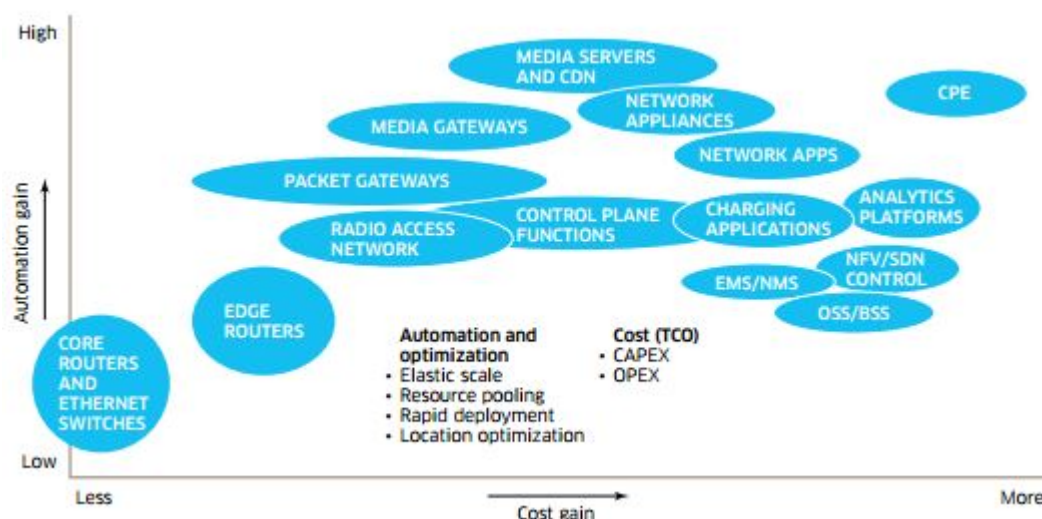 High
MEDIA SERVERS
AND CDN
CPE
NETWORK
APPLIANCES
MEDIA GATEWAYS
NETWORK APPS
PACKET GATEWAYS
ANALYTICS
PLATFORMS
RADIO ACCESS
NETWORK
CONTROL PLANE
FUNCTIONS
CHARGING
APPLICATIONS
NFV/SDN
CONTROL
EMS/NMS
OSS/BSS
EDGE
ROUTERS
CORE
ROUTERS
AND
ETHERNET
SWITCHES
Automation gain
Automation and
optimization
• Elastic scale
• Resource pooling
• Rapid deployment
• Location optimization
Cost (TCO)
• CAPEX
• OPEX
Low
Less
More
Cost gain